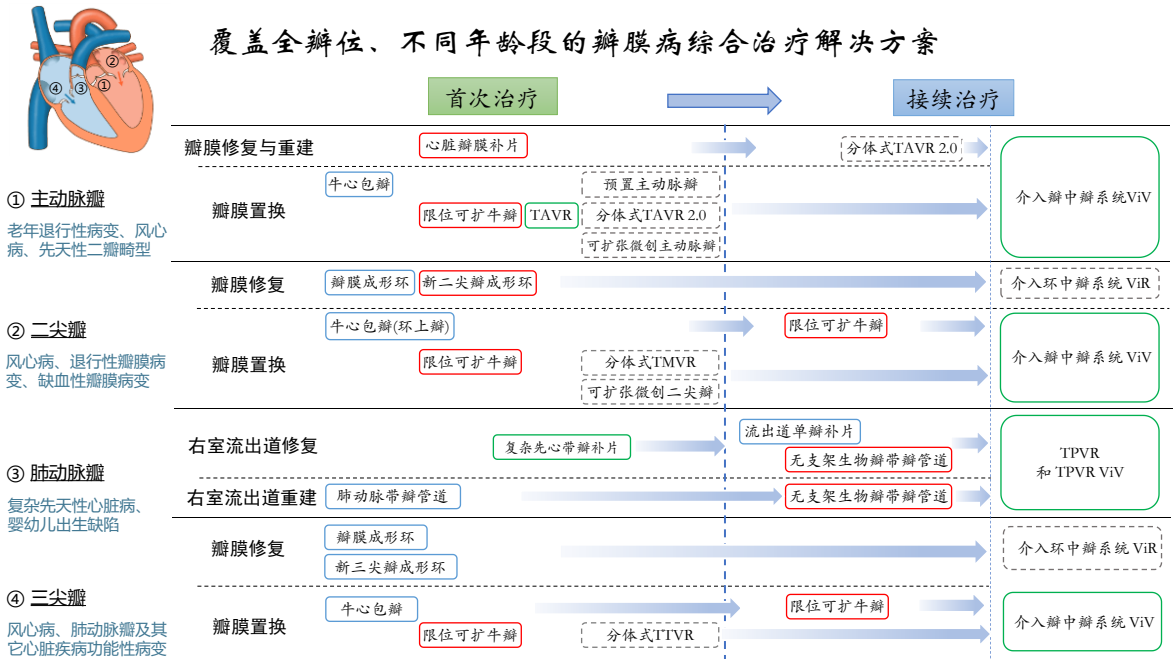 覆盖全瓣位、不同年龄段的瓣膜病综合治疗解决方案
②
④
③
①
首次治疗
接续治疗
瓣膜修复与重建
心脏瓣膜补片
分体式TAVR 2.0
介入瓣中瓣系统ViV
① 主动脉瓣
老年退行性病变、风心
病、先天性二瓣畸型
瓣膜置换
牛心包瓣
限位可扩牛瓣
TAVR
预置主动脉瓣
分体式TAVR 2.0
可扩张微创主动脉瓣
瓣膜修复
瓣膜成形环
新二尖瓣成形环
介入环中瓣系统 ViR
② 二尖瓣
风心病、退行性瓣膜病
变、缺血性瓣膜病变
瓣膜置换
牛心包瓣(环上瓣)
限位可扩牛瓣
限位可扩牛瓣
分体式TMVR
可扩张微创二尖瓣
介入瓣中瓣系统 ViV
③ 肺动脉瓣
复杂先天性心脏病、
婴幼儿出生缺陷
右室流出道修复
复杂先心带瓣补片
流出道单瓣补片
无支架生物瓣带瓣管道
TPVR
和 TPVR ViV
右室流出道重建
肺动脉带瓣管道
无支架生物瓣带瓣管道
瓣膜修复
瓣膜成形环
新三尖瓣成形环
介入环中瓣系统 ViR
④ 三尖瓣
风心病、肺动脉瓣及其
它心脏疾病功能性病变
瓣膜置换
牛心包瓣
限位可扩牛瓣
分体式TTVR
限位可扩牛瓣
介入瓣中瓣系统 ViV